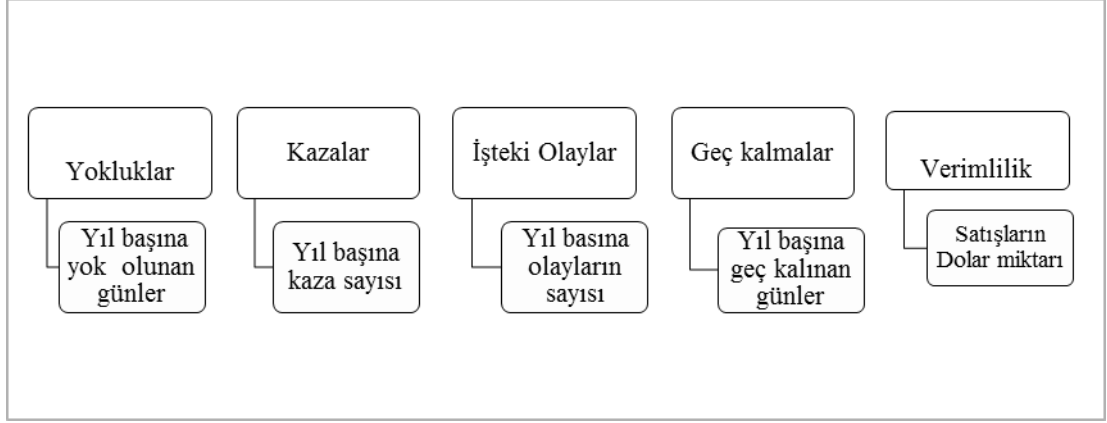 Yokluklar
Yıl başına
yok olunan
günler
Kazalar
Yıl başına
kaza sayısı
İşteki Olaylar
Yıl basına
olayların
sayısı
Geç kalmalar
Yıl başına
geç kalınan
günler
Verimlilik
Satışların
Dolar miktarı